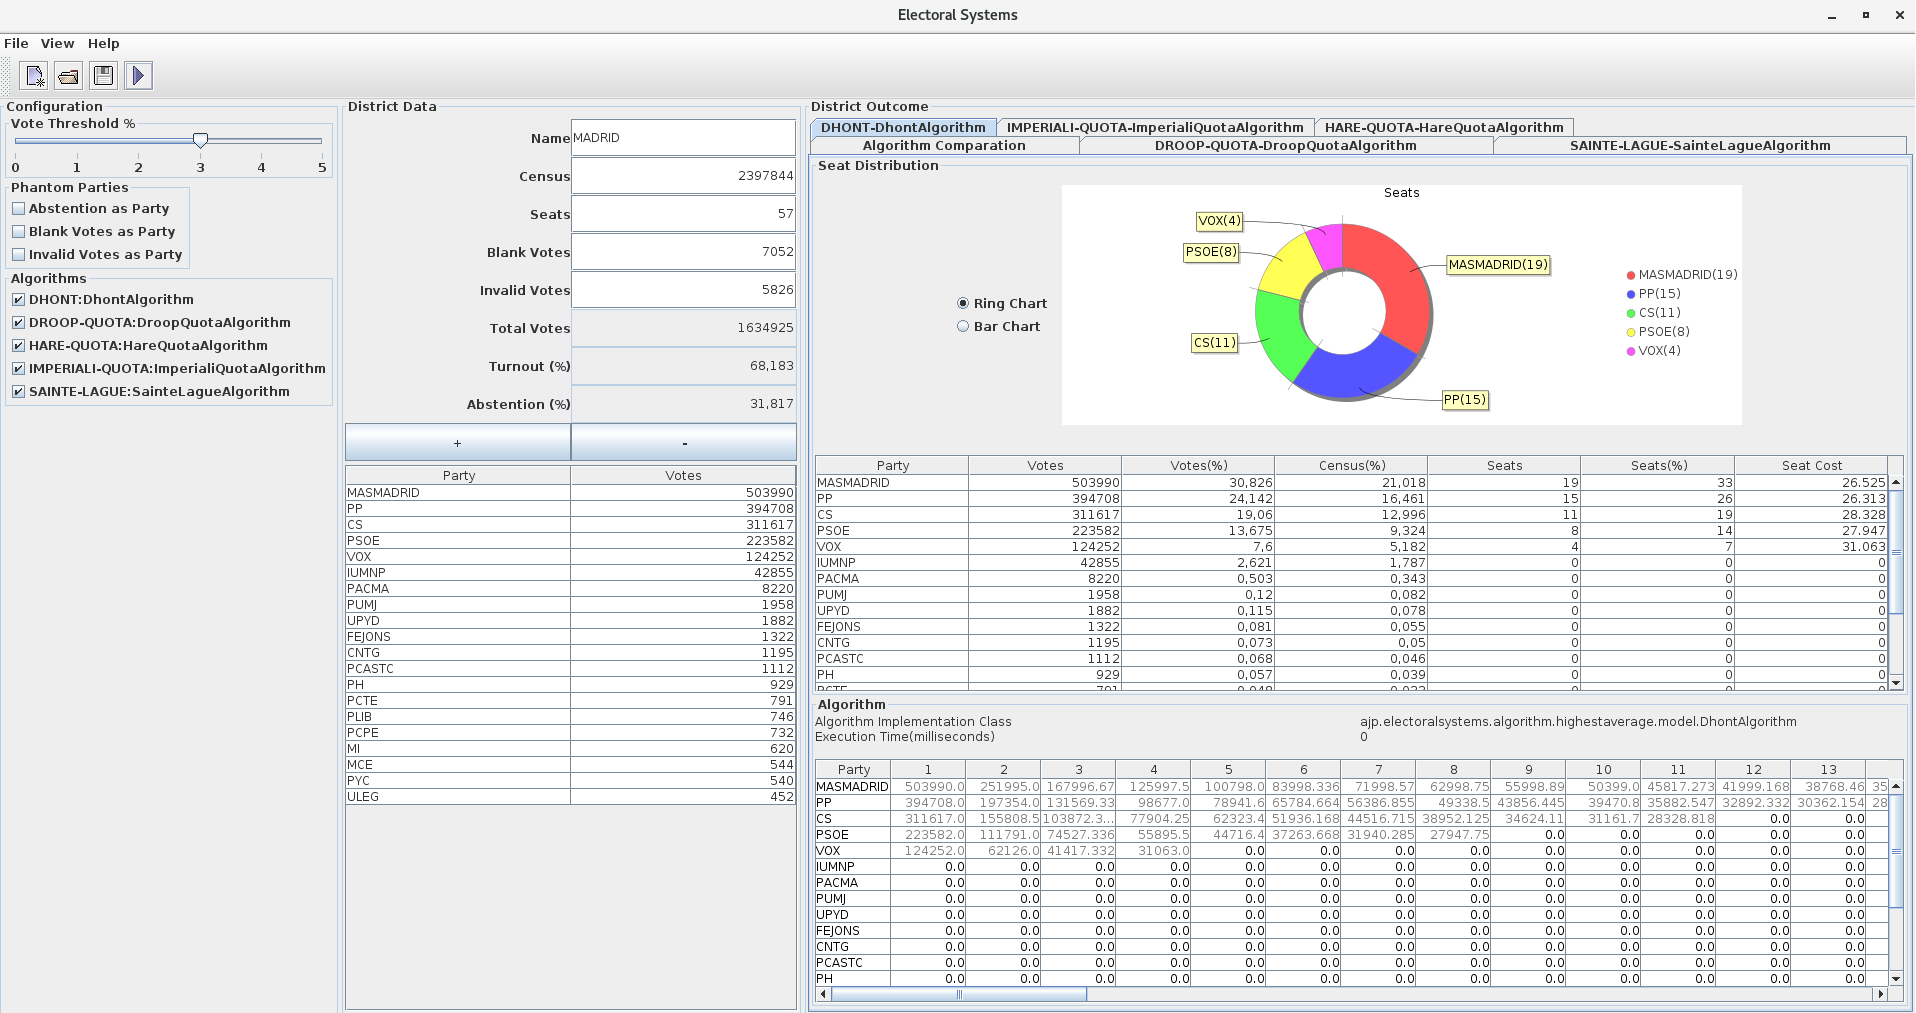 Electoral Systems
File View Help
Configuration
Vote Threshold %
0 1 2 3 4 5
Phantom Parties
Abstention as Party
Blank Votes as Party
Invalid Votes as Party
Algorithms
DHONT:DhontAlgorithm
DROOP-QUOTA:DroopQuotaAlgorithm
HARE-QUOTA:HareQuotaAlgorithm
IMPERIALI-QUOTA:ImperialiQuotaAlgorithm
SAINTE-LAGUE:SainteLagueAlgorithm
District Data
Name MADRID
Census 2397844
Seats 57
Blank Votes 7052
Invalid Votes 5826
Total Votes 1634925
Turnout (%) 68,183
Abstention (%) 31,817
+ -
Party Votes
MASMADRID 503990
PP 394708
CS 311617
PSOE 223582
VOX 124252
IUMNP 42855
PACMA 8220
PUMJ 1958
UPYD 1882
FEJONS 1322
CNTG 1195
PCASTC 1112
PH 929
PCTE 791
PLIB 746
PCPE 732
MI 620
MCE 544
PYC 540
ULEG 452
District Outcome
DHONT-DhontAlgorithm IMPERIALI-QUOTA-ImperialiQuotaAlgorithm HARE-QUOTA-HareQuotaAlgorithm
Algorithm Comparation DROOP-QUOTA-DroopQuotaAlgorithm SAINTE-LAGUE-SainteLagueAlgorithm
Seat Distribution
Ring Chart
Bar Chart
Seats
VOX(4)
PSOE(8)
MASMADRID(19)
CS(11)
PP(15)
MASMADRID(19)
PP(15)
CS(11)
PSOE(8)
VOX(4)
Party Votes Votes(%) Census(%) Seats Seats(%) Seat Cost
MASMADRID 503990 30,826 21,018 19 33 26.525
PP 394708 24,142 16,461 15 26 26.313
CS 311617 19,06 12,996 11 19 28.328
PSOE 223582 13,675 9,324 8 14 27.947
VOX 124252 7,6 5,182 4 7 31.063
IUMNP 42855 2,621 1,787 0 0 0
PACMA 8220 0,503 0,343 0 0 0
PUMJ 1958 0,12 0,082 0 0 0
UPYD 1882 0,115 0,078 0 0 0
FEJONS 1322 0,081 0,055 0 0 0
CNTG 1195 0,073 0,05 0 0 0
PCASTC 1112 0,068 0,046 0 0 0
PH 929 0,057 0,039 0 0 0
Algorithm
Algorithm Implementation Class ajp.electoralsystems.algorithm.highestaverage.model.DhontAlgorithm
Execution Time(milliseconds) 0
Party 1 2 3 4 5 6 7 8 9 10 11 12 13
MASMADRID 503990.0 251995.0 167996.67 125997.5 100798.0 83998.336 71998.57 62998.75 55998.89 50399.0 45817.273 41999.168 38768.46 35
PP 394708.0 197354.0 131569.33 98677.0 78941.6 65784.664 56386.855 49338.5 43856.445 39470.8 35882.547 32892.332 30362.154 28
CS 311617.0 155808.5 103872.3... 77904.25 62323.4 51936.168 44516.715 38952.125 34624.11 31161.7 28328.818 0.0 0.0
PSOE 223582.0 111791.0 74527.336 55895.5 44716.4 37263.668 31940.285 27947.75 0.0 0.0 0.0 0.0 0.0
VOX 124252.0 62126.0 41417.332 31063.0 0.0 0.0 0.0 0.0 0.0 0.0 0.0 0.0 0.0
IUMNP 0.0 0.0 0.0 0.0 0.0 0.0 0.0 0.0 0.0 0.0 0.0 0.0 0.0
PACMA 0.0 0.0 0.0 0.0 0.0 0.0 0.0 0.0 0.0 0.0 0.0 0.0 0.0
PUMJ 0.0 0.0 0.0 0.0 0.0 0.0 0.0 0.0 0.0 0.0 0.0 0.0 0.0
UPYD 0.0 0.0 0.0 0.0 0.0 0.0 0.0 0.0 0.0 0.0 0.0 0.0 0.0
FEJONS 0.0 0.0 0.0 0.0 0.0 0.0 0.0 0.0 0.0 0.0 0.0 0.0 0.0
CNTG 0.0 0.0 0.0 0.0 0.0 0.0 0.0 0.0 0.0 0.0 0.0 0.0 0.0
PCASTC 0.0 0.0 0.0 0.0 0.0 0.0 0.0 0.0 0.0 0.0 0.0 0.0 0.0
PH 0.0 0.0 0.0 0.0 0.0 0.0 0.0 0.0 0.0 0.0 0.0 0.0 0.0